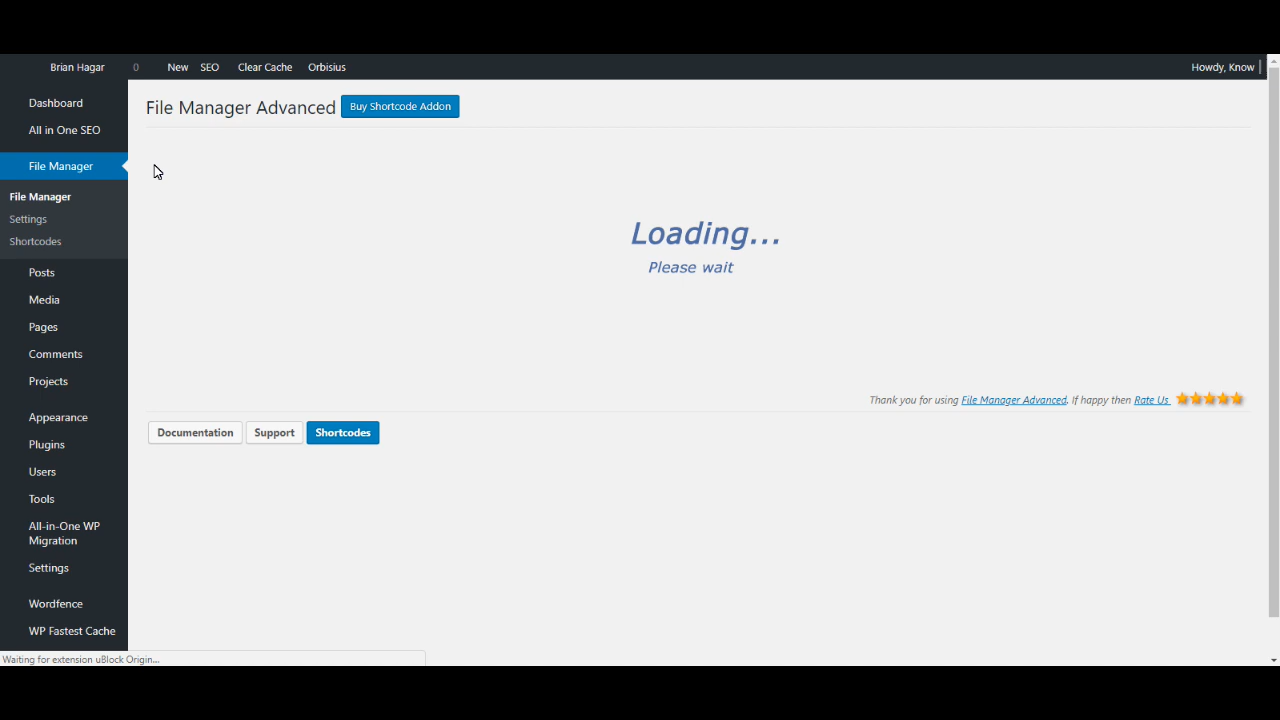 Brian Hagar 0 New SEO Clear Cache Orbisius Howdy, Know
Dashboard
All in One SEO
File Manager
File Manager
Settings
Shortcodes
Posts
Media
Pages
Comments
Projects
Appearance
Plugins
Users
Tools
All-in-One WP
Migration
Settings
Wordfence
WP Fastest Cache
File Manager Advanced Buy Shortcode Addon
Loading...
Please wait
Thank you for using File Manager Advanced. If happy then Rate Us
Documentation Support Shortcodes
Waiting for extension uBlock Origin...